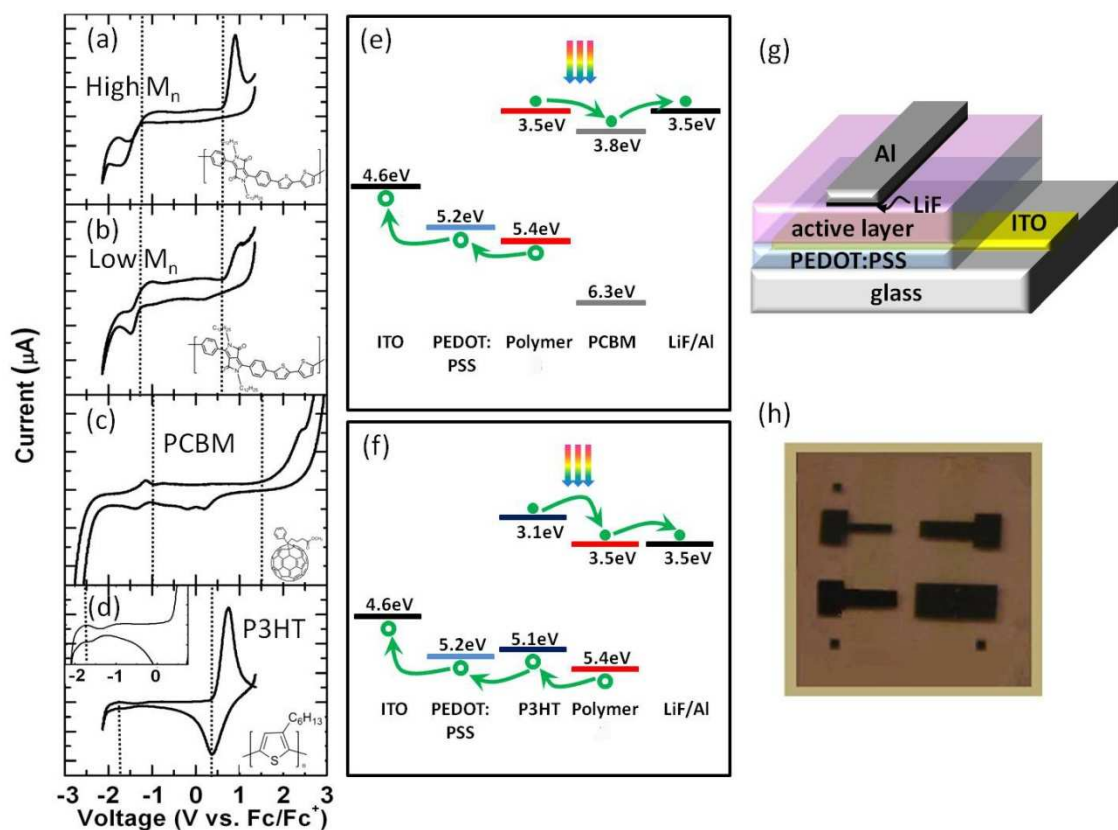 (a)
High Mn
(b)
Low Mn
(c)
PCBM
(d)
P3HT
-2 -1 0
C6H13
S
n
-3 -2 -1 0 1 2 3
Voltage (V vs. Fc/Fc+)
Current (µA)
(e)
3.5eV
3.8eV
3.5eV
4.6eV
5.2eV
5.4eV
6.3eV
ITO PEDOT: Polymer PCBM LiF/Al
PSS
(f)
3.1eV
3.5eV
3.5eV
4.6eV
5.2eV
5.1eV
5.4eV
ITO PEDOT: P3HT Polymer LiF/Al
PSS
(g)
Al
LiF
ITO
active layer
PEDOT:PSS
glass
(h)